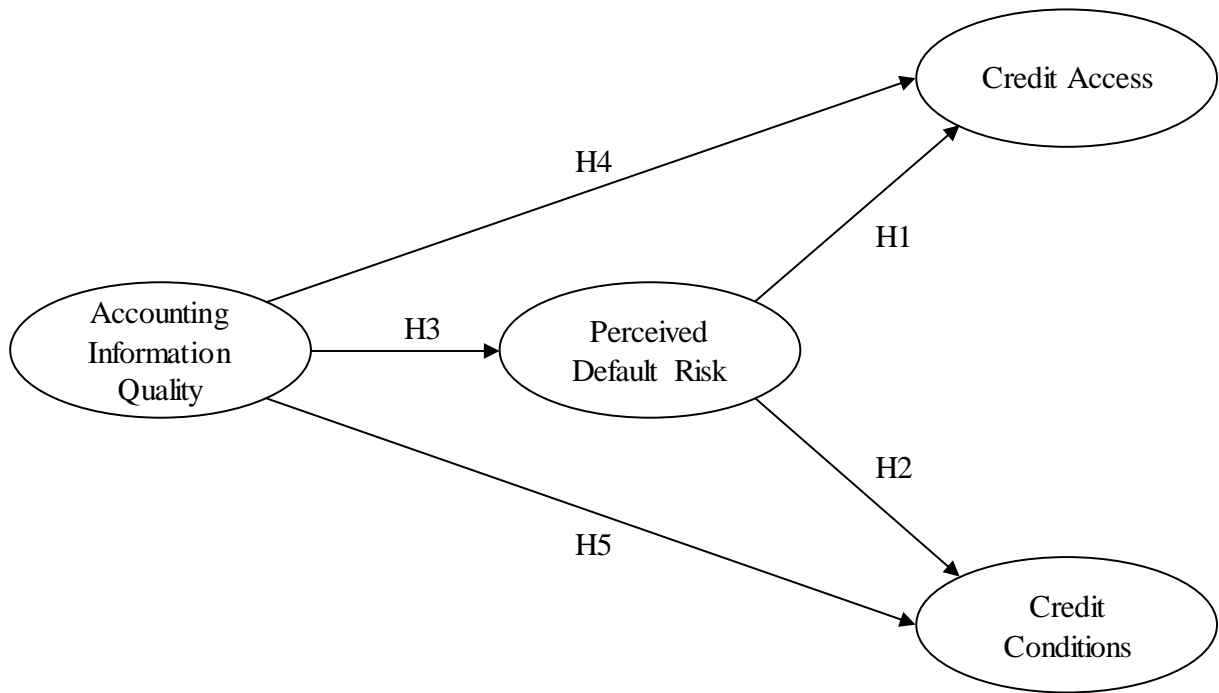 Credit Access
H4
H1
Accounting
Information
Quality
H3
Perceived
Default Risk
H2
H5
Credit
Conditions